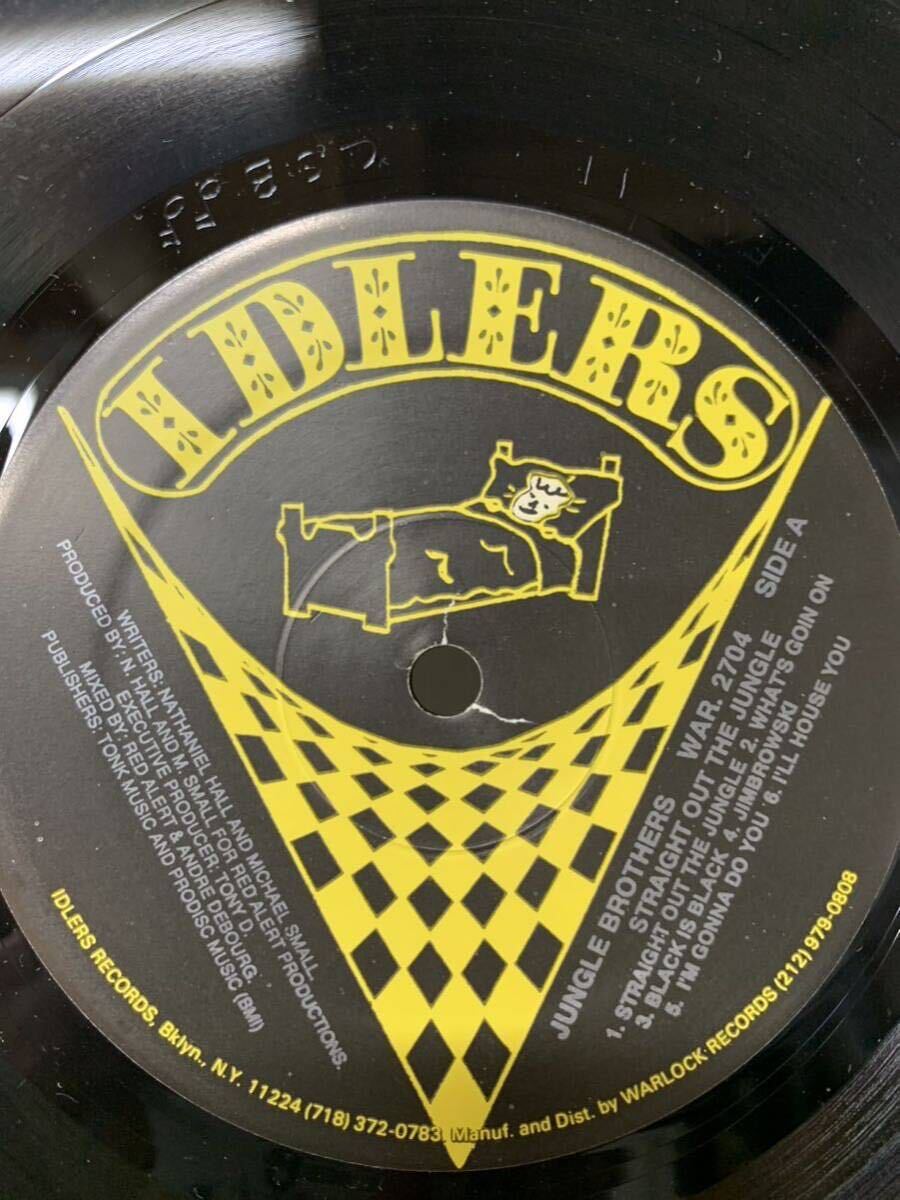 IDLERS
WRITERS: NATHANIEL HALL AND MICHAEL SMALL
PRODUCED BY: N. HALL AND M. SMALL FOR RED ALERT PRODUCTIONS.
EXECUTIVE PRODUCER: TONY D.
MIXED BY: RED ALERT & ANDRE DEBOURG.
PUBLISHERS: TONK MUSIC AND PRODISC MUSIC (BMI)
JUNGLE BROTHERS WAR. 2704 SIDE A
STRAIGHT OUT THE JUNGLE
1. STRAIGHT OUT THE JUNGLE 2. WHAT'S GOIN ON
3. BLACK IS BLACK 4. JIMBROWSKI
5. I'M GONNA DO YOU 6. I'LL HOUSE YOU
IDLERS RECORDS, Bklyn., N.Y. 11224 (718) 372-0783. Manuf. and Dist. by WARLOCK RECORDS (212) 979-0808